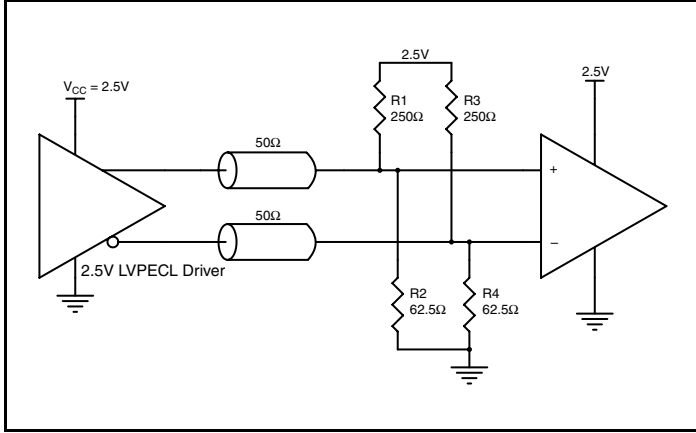 2.5V
V_CC = 2.5V
2.5V
R1
250Ω
R3
250Ω
50Ω
+
50Ω
−
2.5V LVPECL Driver
R2
62.5Ω
R4
62.5Ω